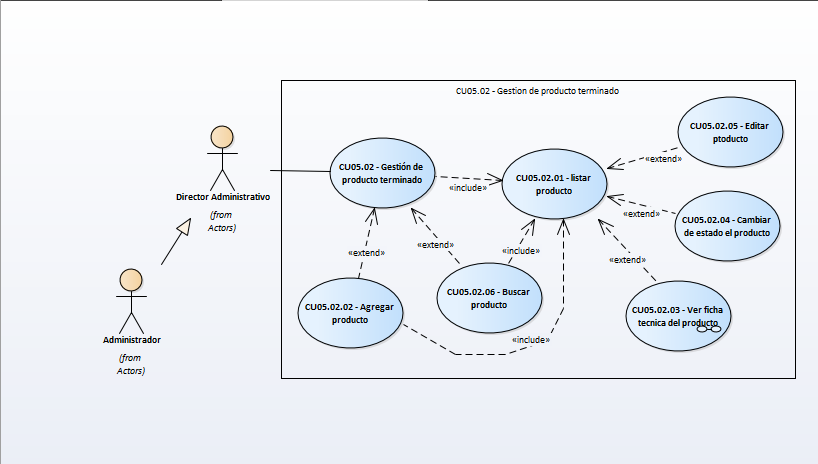 CU05.02 - Gestion de producto terminado
CU05.02.05 - Editar
ptoducto
«extend»
CU05.02 - Gestión de
producto terminado
«include»
CU05.02.01 - listar
producto
Director Administrativo
(from
Actors)
«extend»
CU05.02.04 - Cambiar
de estado el producto
«extend»
«extend»
«include»
«extend»
CU05.02.02 - Agregar
producto
CU05.02.06 - Buscar
producto
CU05.02.03 - Ver ficha
tecnica del producto
«include»
Administrador
(from
Actors)